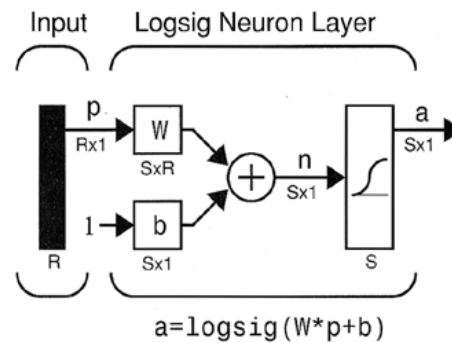 Input Logsig Neuron Layer
p W n a
Rx1 SxR Sx1 Sx1
1 b
R Sx1 S
a=logsig(W*p+b)